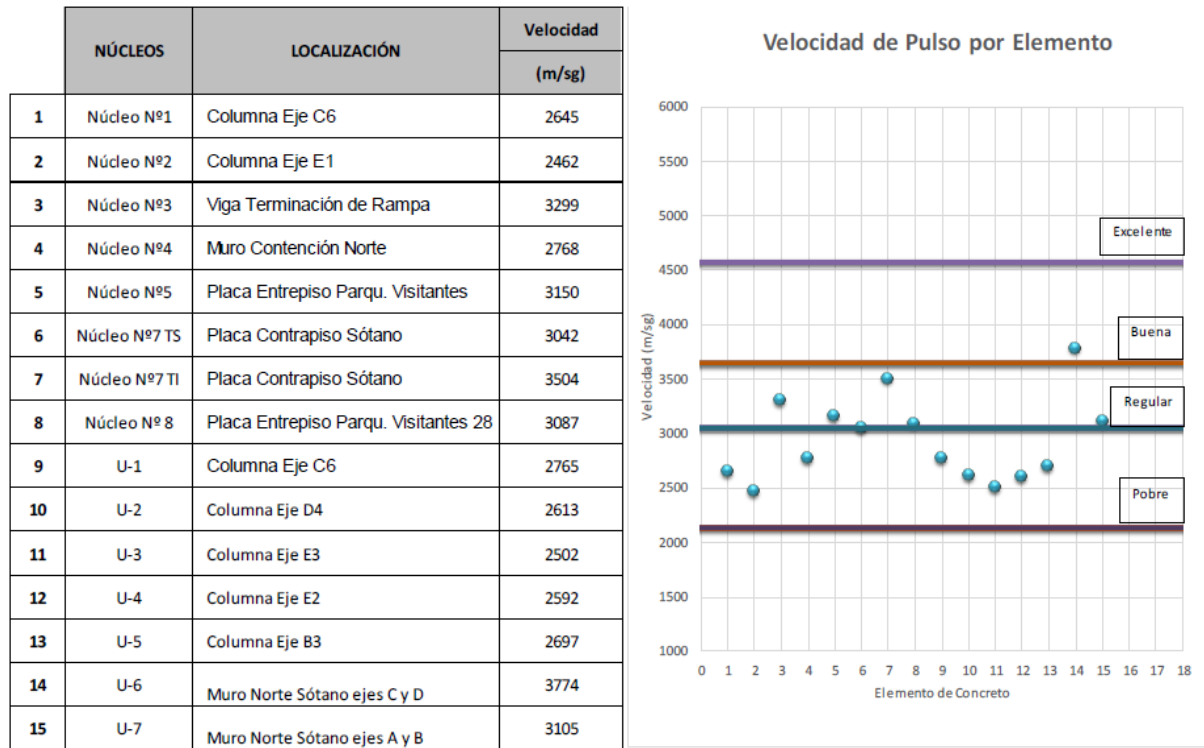 NÚCLEOS LOCALIZACIÓN Velocidad
(m/sg)
1 Núcleo Nº1 Columna Eje C6 2645
2 Núcleo Nº2 Columna Eje E1 2462
3 Núcleo Nº3 Viga Terminación de Rampa 3299
4 Núcleo Nº4 Muro Contención Norte 2768
5 Núcleo Nº5 Placa Entrepiso Parqu. Visitantes 3150
6 Núcleo Nº7 TS Placa Contrapiso Sótano 3042
7 Núcleo Nº7 TI Placa Contrapiso Sótano 3504
8 Núcleo Nº 8 Placa Entrepiso Parqu. Visitantes 28 3087
9 U-1 Columna Eje C6 2765
10 U-2 Columna Eje D4 2613
11 U-3 Columna Eje E3 2502
12 U-4 Columna Eje E2 2592
13 U-5 Columna Eje B3 2697
14 U-6 Muro Norte Sótano ejes C y D 3774
15 U-7 Muro Norte Sótano ejes A y B 3105
Velocidad de Pulso por Elemento
Velocidad (m/sg)
6000
5500
5000
4500
4000
3500
3000
2500
2000
1500
1000
Excelente
Buena
Regular
Pobre
0 1 2 3 4 5 6 7 8 9 10 11 12 13 14 15 16 17 18
Elemento de Concreto